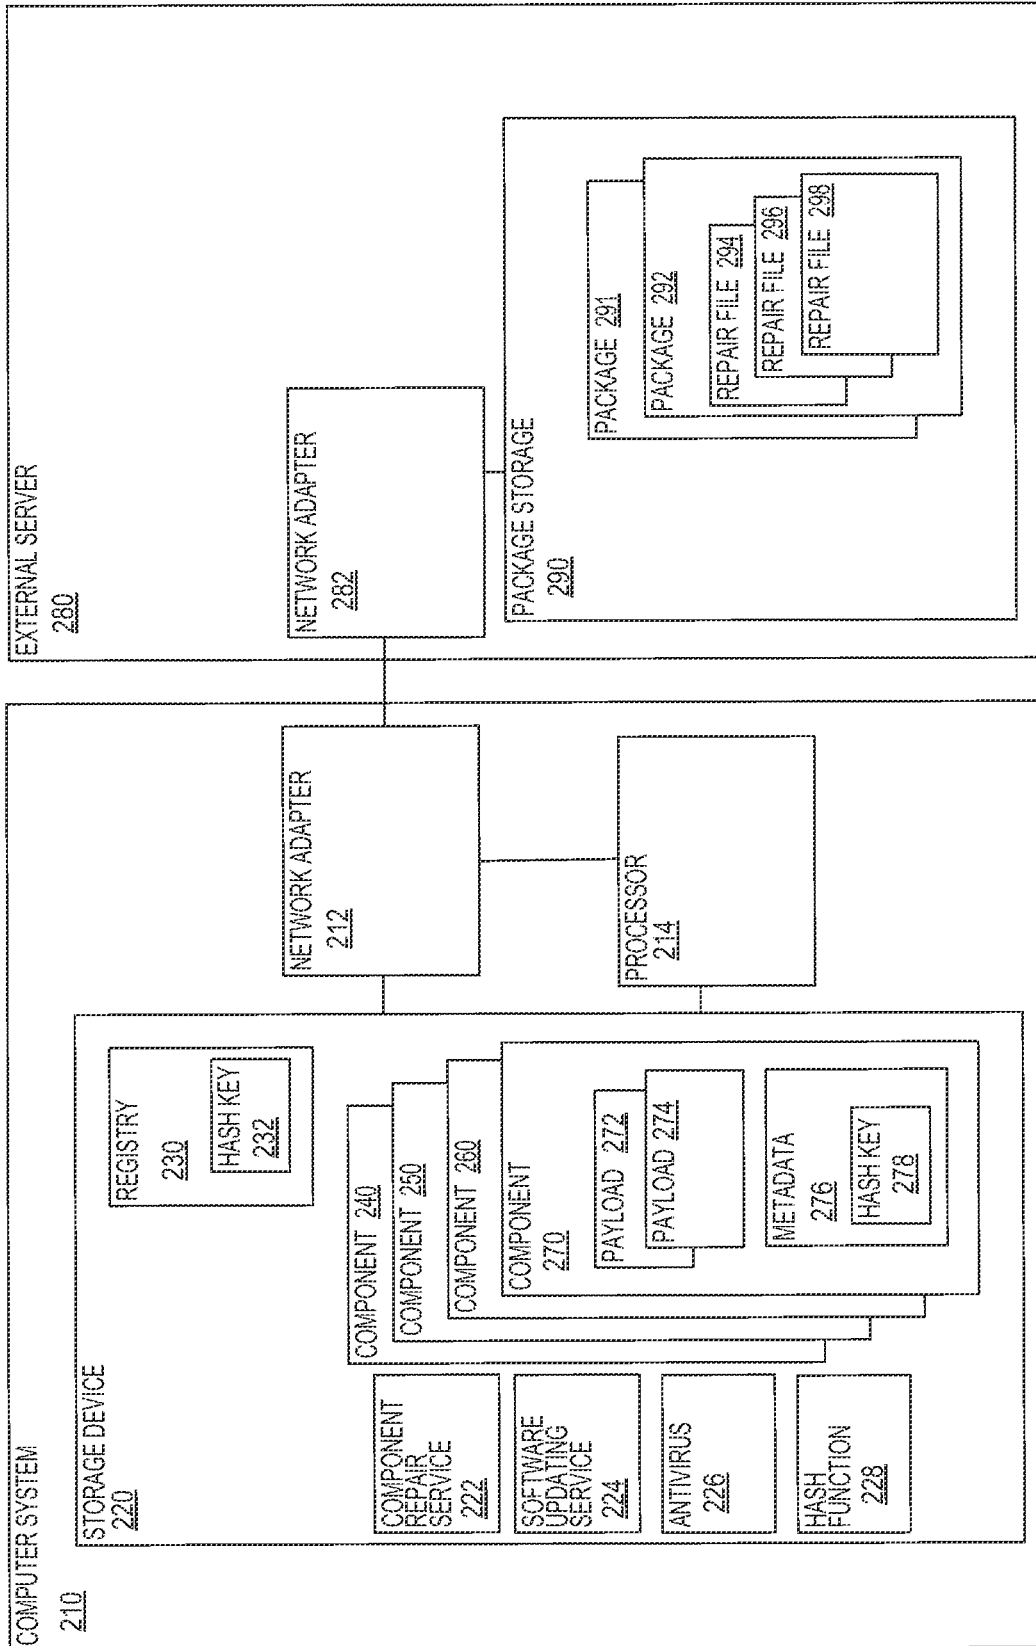 COMPUTER SYSTEM
210
STORAGE DEVICE
220
COMPONENT
REPAIR
SERVICE
222
SOFTWARE
UPDATING
SERVICE
224
ANTIVIRUS
226
HASH
FUNCTION
228
REGISTRY
230
HASH KEY
232
COMPONENT 240
COMPONENT 250
COMPONENT 260
COMPONENT
270
PAYLOAD 272
PAYLOAD 274
METADATA
276
HASH KEY
278
NETWORK ADAPTER
212
PROCESSOR
214
EXTERNAL SERVER
280
NETWORK ADAPTER
282
PACKAGE STORAGE
290
PACKAGE 291
PACKAGE 292
REPAIR FILE 294
REPAIR FILE 296
REPAIR FILE 298